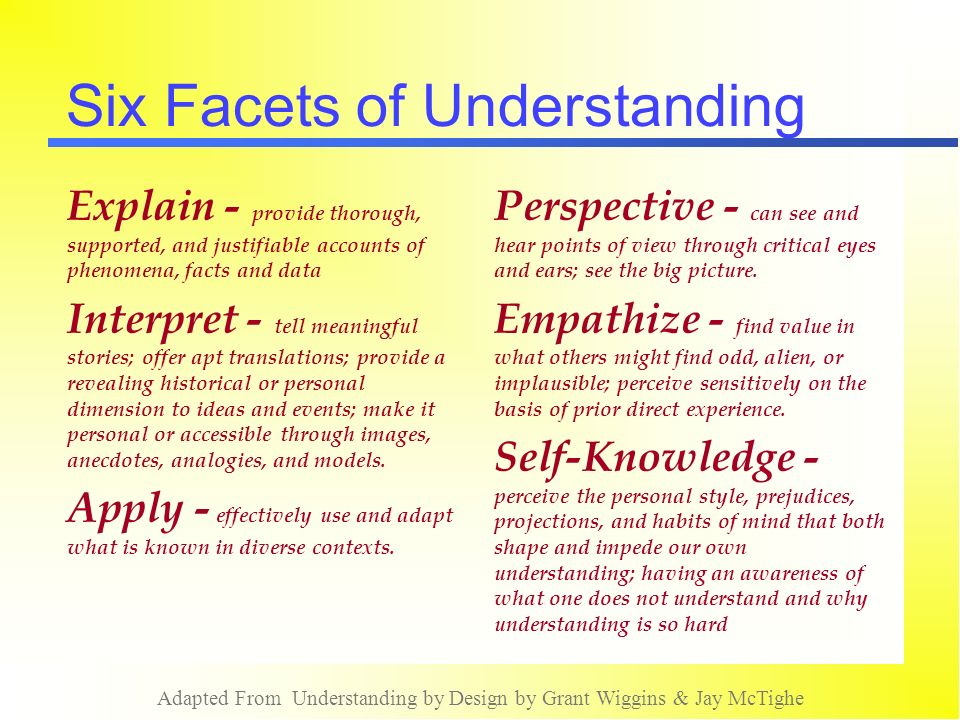 Six Facets of Understanding
Explain - provide thorough,
supported, and justifiable accounts of
phenomena, facts and data
Interpret - tell meaningful
stories; offer apt translations; provide a
revealing historical or personal
dimension to ideas and events; make it
personal or accessible through images,
anecdotes, analogies, and models.
Apply - effectively use and adapt
what is known in diverse contexts.
Perspective - can see and
hear points of view through critical eyes
and ears; see the big picture.
Empathize - find value in
what others might find odd, alien, or
implausible; perceive sensitively on the
basis of prior direct experience.
Self-Knowledge -
perceive the personal style, prejudices,
projections, and habits of mind that both
shape and impede our own
understanding; having an awareness of
what one does not understand and why
understanding is so hard
Adapted From Understanding by Design by Grant Wiggins & Jay McTighe